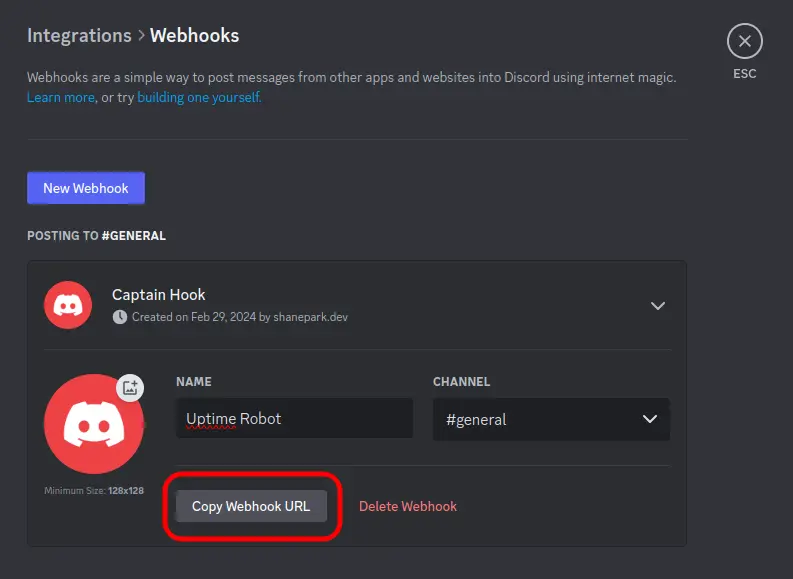 Integrations > Webhooks
ESC
Webhooks are a simple way to post messages from other apps and websites into Discord using internet magic.
Learn more, or try building one yourself.
New Webhook
POSTING TO #GENERAL
Captain Hook
Created on Feb 29, 2024 by shanepark.dev
NAME
CHANNEL
Uptime Robot
#general
Minimum Size: 128x128
Copy Webhook URL
Delete Webhook